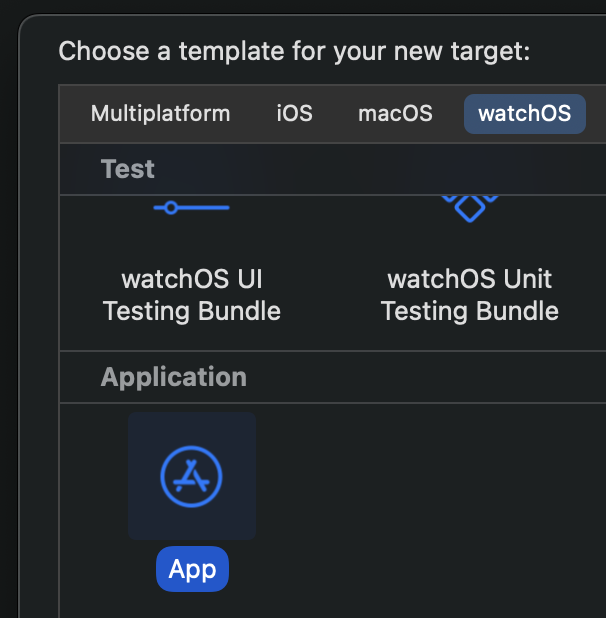 Choose a template for your new target:
Multiplatform iOS macOS watchOS
Test
watchOS UI
Testing Bundle
watchOS Unit
Testing Bundle
Application
App